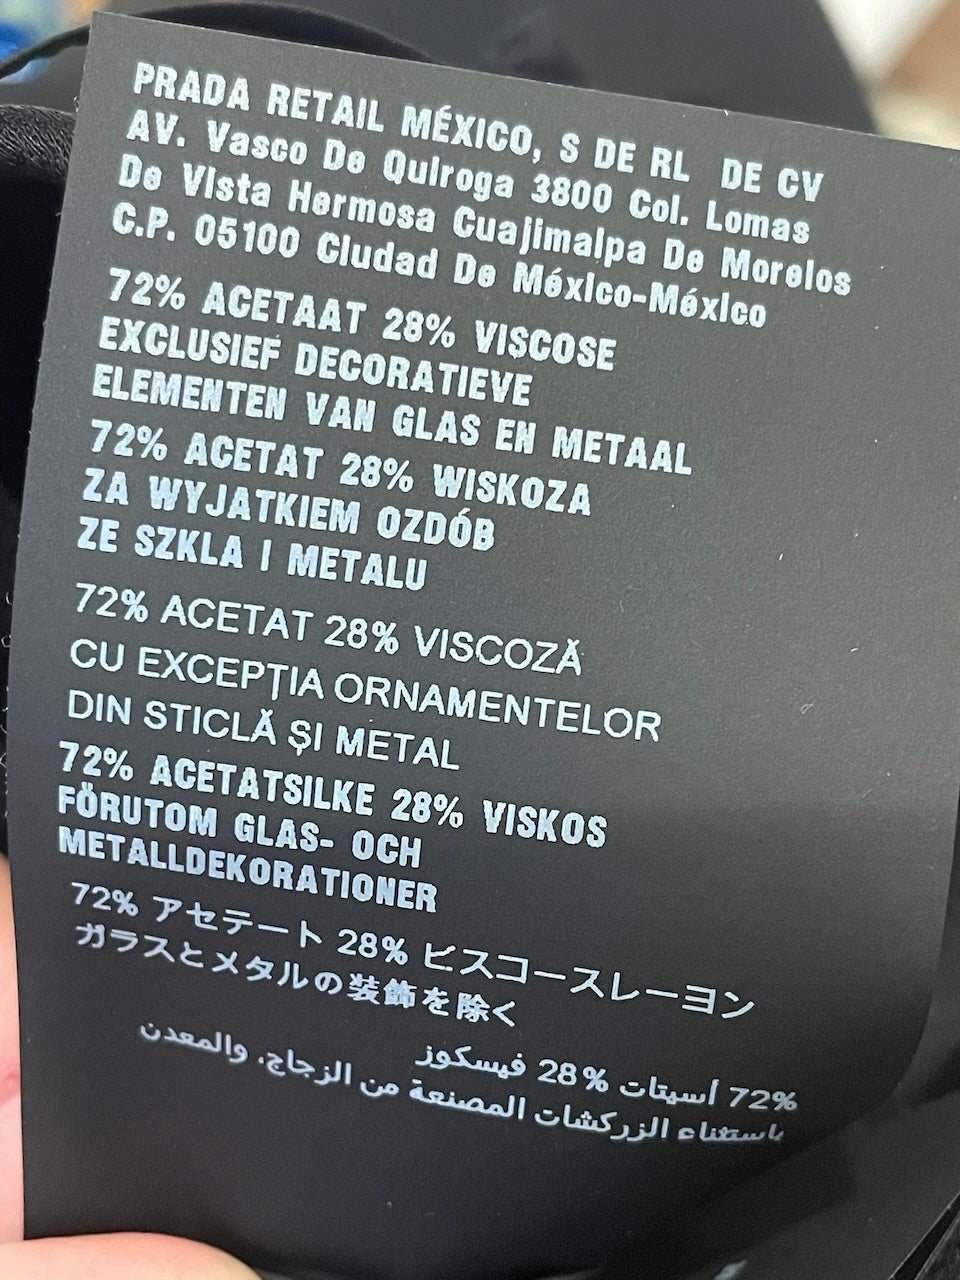 PRADA RETAIL MÉXICO, S DE RL DE CV
AV. Vasco De Quiroga 3800 Col. Lomas
De Vista Hermosa Cuajimalpa De Morelos
C.P. 05100 Ciudad De México-México
72% ACETAAT 28% VISCOSE
EXCLUSIEF DECORATIEVE
ELEMENTEN VAN GLAS EN METAAL
72% ACETAT 28% WISKOZA
ZA WYJATKIEM OZDÓB
ZE SZKLA I METALU
72% ACETAT 28% VISCOZĂ
CU EXCEPȚIA ORNAMENTELOR
DIN STICLĂ ȘI METAL
72% ACETATSILKE 28% VISKOS
FÖRUTOM GLAS- OCH
METALLDEKORATIONER
72% アセテート 28% ビスコースレーヨン
ガラスとメタルの装飾を除く
72% أسيتات 28% فيسكوز
باستثناء الزركشات المصنعة من الزجاج، والمعدن